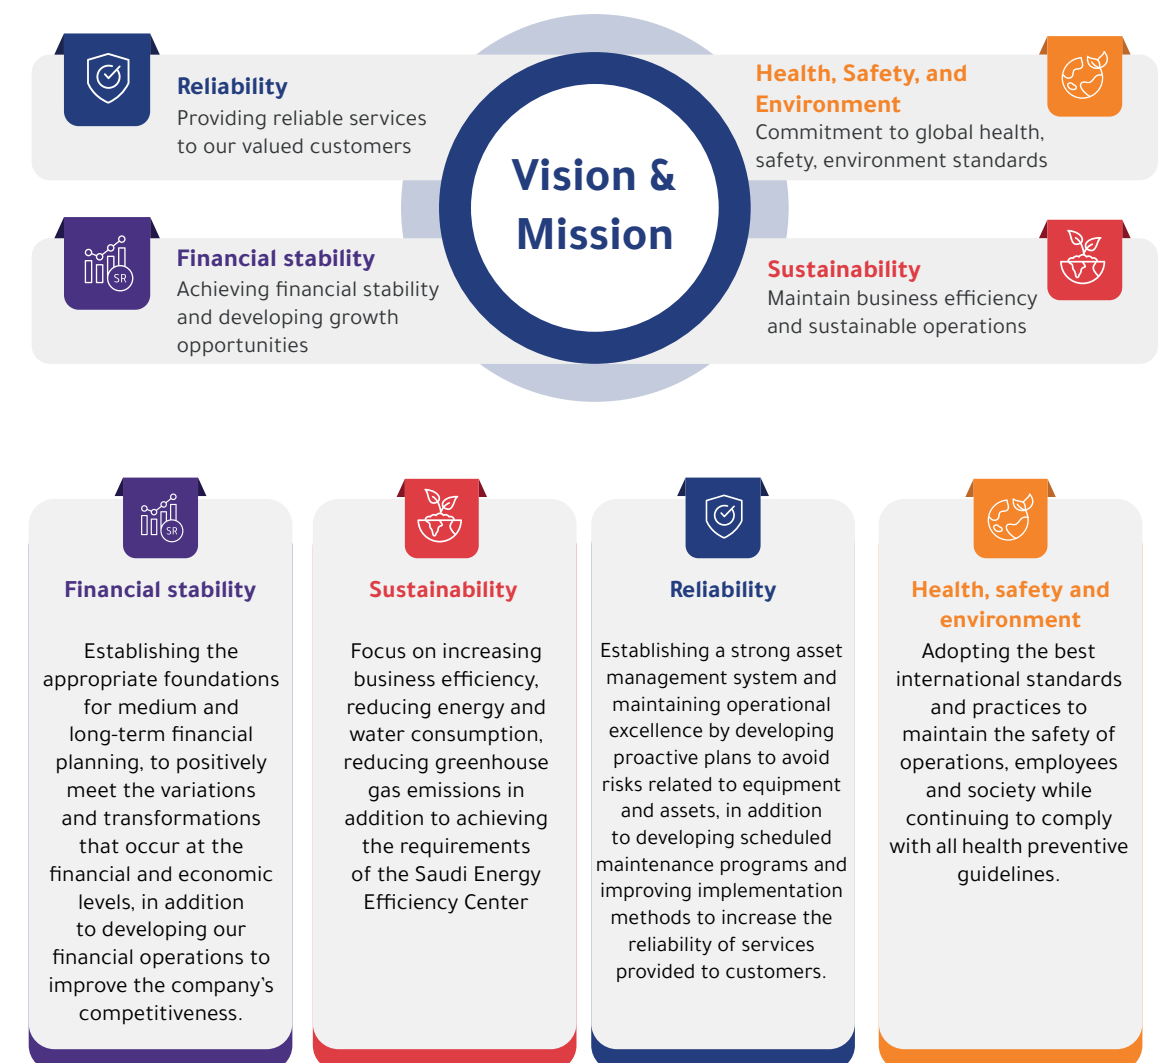 Reliability
Providing reliable services
to our valued customers
Financial stability
Achieving financial stability
and developing growth
opportunities
Vision &
Mission
Health, Safety, and
Environment
Commitment to global health,
safety, environment standards
Sustainability
Maintain business efficiency
and sustainable operations
SR
SR
Financial stability
Establishing the
appropriate foundations
for medium and
long-term financial
planning, to positively
meet the variations
and transformations
that occur at the
financial and economic
levels, in addition
to developing our
financial operations to
improve the company’s
competitiveness.
Sustainability
Focus on increasing
business efficiency,
reducing energy and
water consumption,
reducing greenhouse
gas emissions in
addition to achieving
the requirements
of the Saudi Energy
Efficiency Center
Reliability
Establishing a strong asset
management system and
maintaining operational
excellence by developing
proactive plans to avoid
risks related to equipment
and assets, in addition
to developing scheduled
maintenance programs and
improving implementation
methods to increase the
reliability of services
provided to customers.
Health, safety and
environment
Adopting the best
international standards
and practices to
maintain the safety of
operations, employees
and society while
continuing to comply
with all health preventive
guidelines.